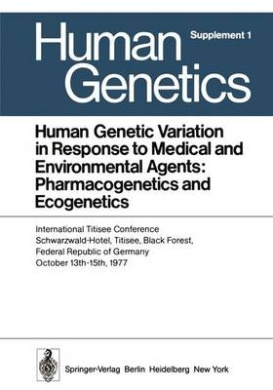 Human Supplement 1
Genetics
Human Genetic Variation
in Response to Medical and
Environmental Agents:
Pharmacogenetics and
Ecogenetics
International Titisee Conference
Schwarzwald-Hotel, Titisee, Black Forest,
Federal Republic of Germany
October 13th-15th, 1977
Springer-Verlag Berlin Heidelberg New York